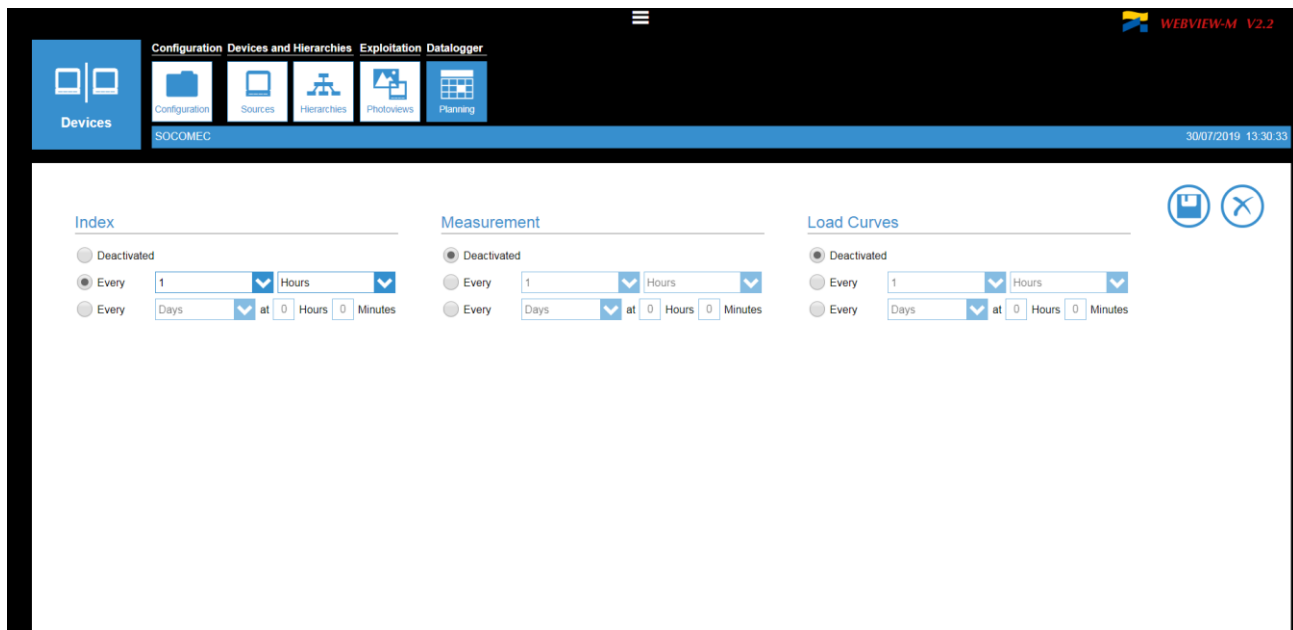 WEBVIEW-M V2.2
Configuration Devices and Hierarchies Exploitation Datalogger
Configuration Sources Hierarchies Photoviews Planning
Devices
SOCOMEC 30/07/2019 13:30:33
Index Measurement Load Curves
Deactivated Deactivated Deactivated
Every 1 Hours Every 1 Hours Every 1 Hours
Every Days at 0 Hours 0 Minutes Every Days at 0 Hours 0 Minutes Every Days at 0 Hours 0 Minutes